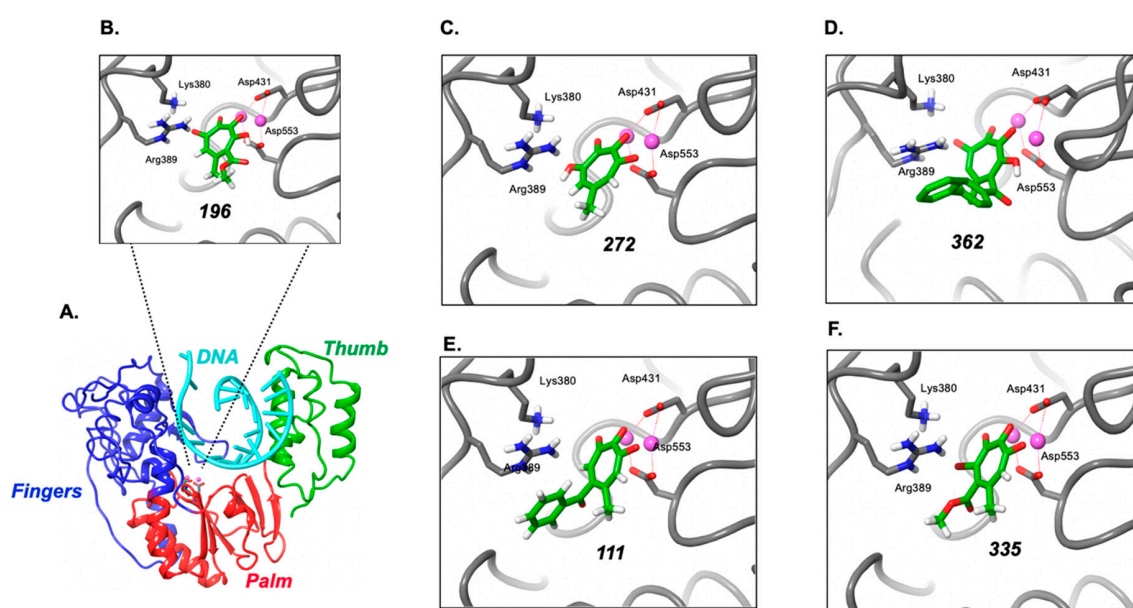 B.
Lys380
Asp431
Asp553
Arg389
196
A.
DNA
Thumb
Fingers
Palm
C.
Lys380
Asp431
Asp553
Arg389
272
D.
Lys380
Asp431
Arg389
Asp553
362
E.
Lys380
Asp431
Asp553
Arg389
111
F.
Lys380
Asp431
Asp553
Arg389
335